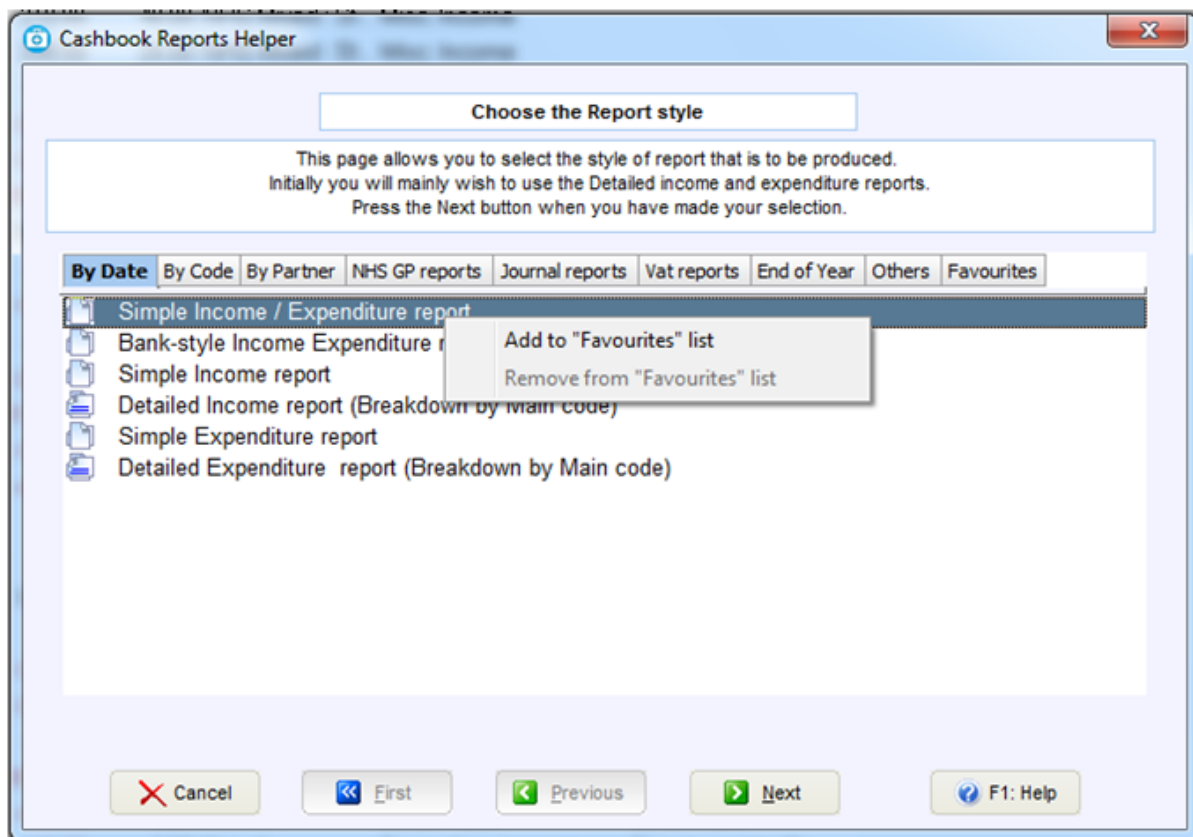 Cashbook Reports Helper
Choose the Report style
This page allows you to select the style of report that is to be produced.
Initially you will mainly wish to use the Detailed income and expenditure reports.
Press the Next button when you have made your selection.
By Date By Code By Partner NHS GP reports Journal reports Vat reports End of Year Others Favourites
Simple Income / Expenditure report
Add to "Favourites" list
Bank-style Income Expenditure
Remove from "Favourites" list
Simple Income report
Detailed Income report (Breakdown by Main code)
Simple Expenditure report
Detailed Expenditure report (Breakdown by Main code)
Cancel First Previous Next F1: Help